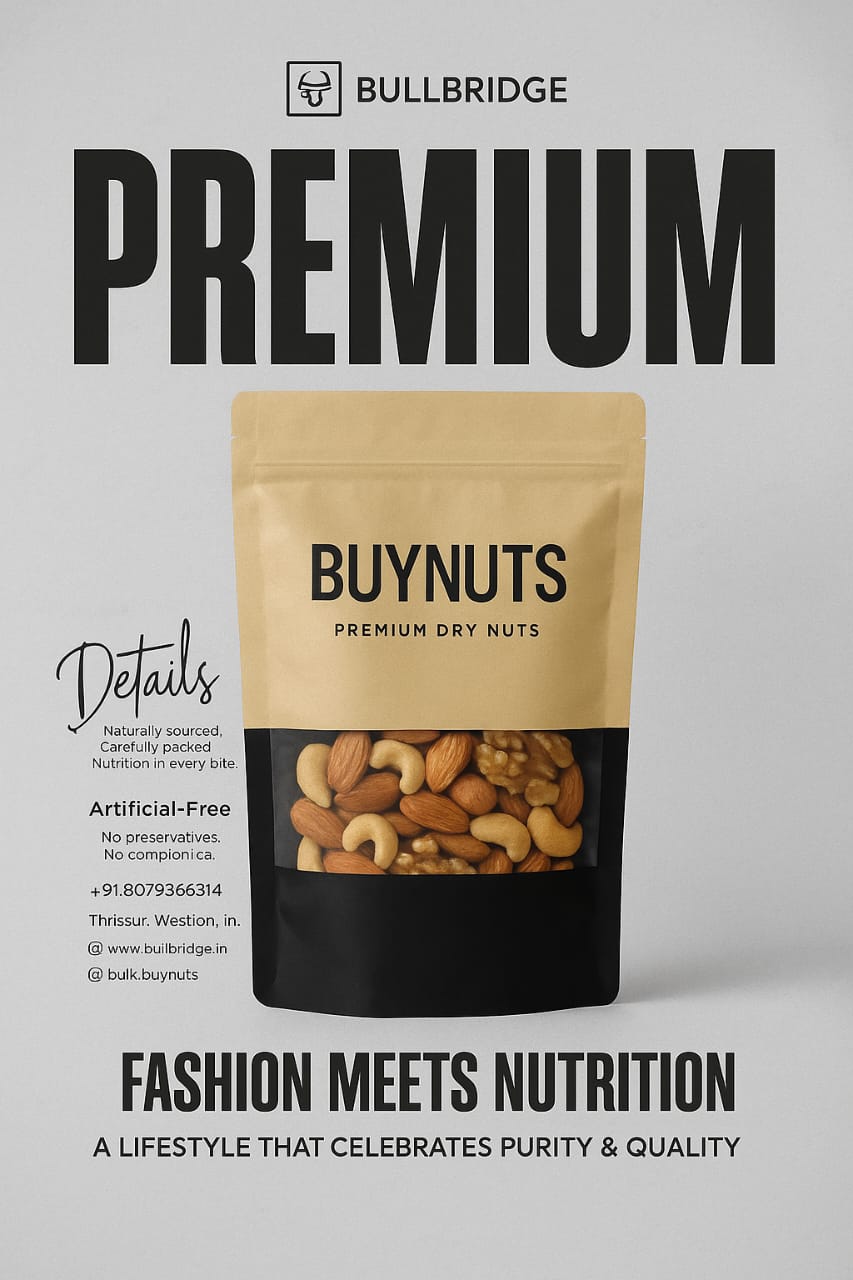 BULLBRIDGE
PREMIUM
BUYNUTS
PREMIUM DRY NUTS
Details
Naturally sourced,
Carefully packed
Nutrition in every bite.
Artificial-Free
No preservatives.
No compionica.
+91.8079366314
Thrissur. Westion, in.
@ www.builbridge.in
@ bulk.buynuts
FASHION MEETS NUTRITION
A LIFESTYLE THAT CELEBRATES PURITY & QUALITY